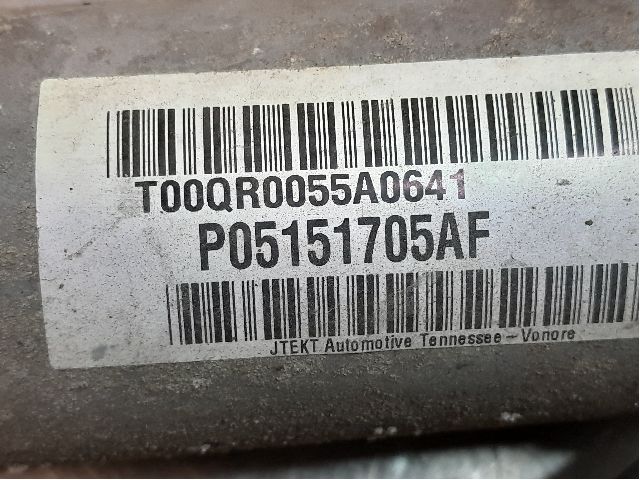 T00QR0055A0641
P05151705AF
JTEKT Automotive Tennessee - Vonore